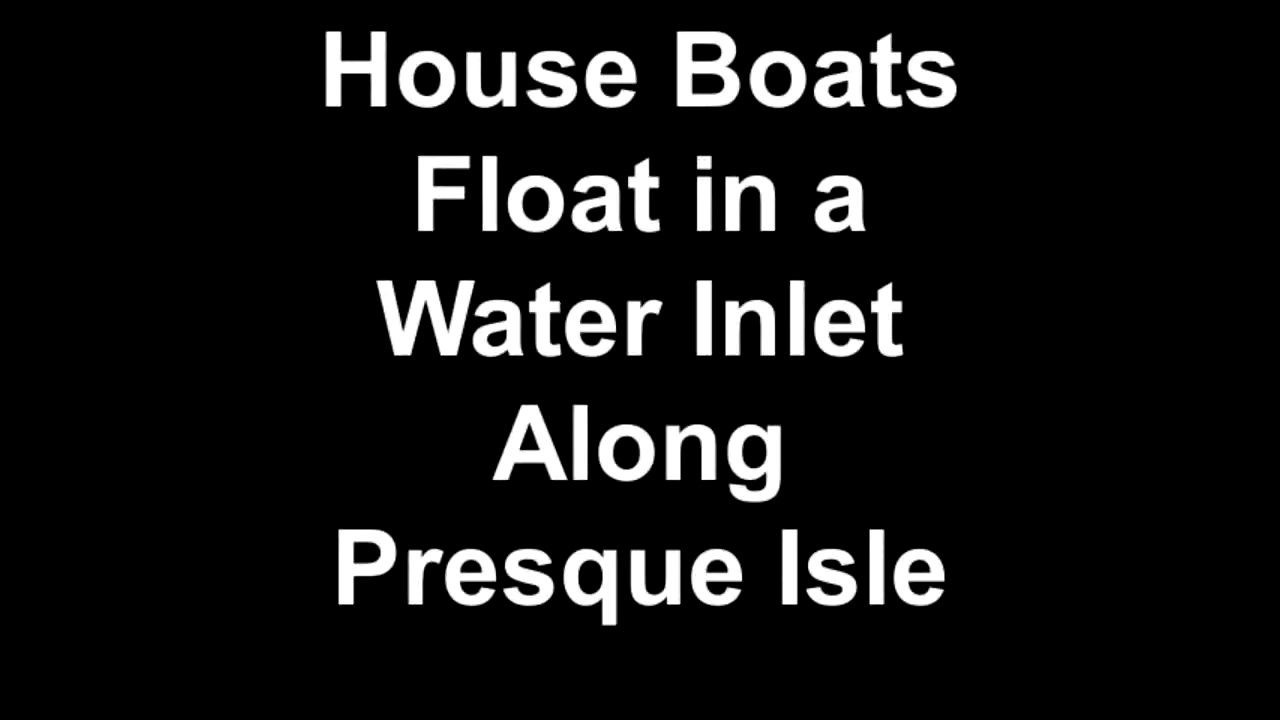 House Boats
Float in a
Water Inlet
Along
Presque Isle